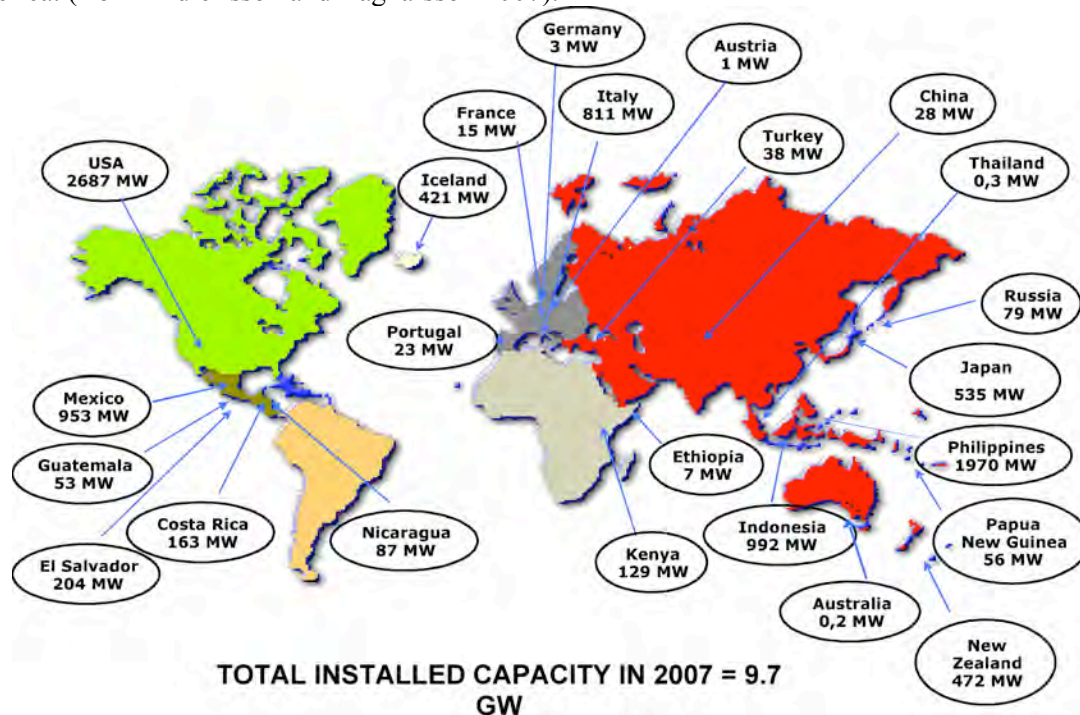 Germany
3 MW
Austria
1 MW
Italy
811 MW
China
28 MW
France
15 MW
Turkey
38 MW
USA
2687 MW
Iceland
421 MW
Thailand
0,3 MW
Russia
79 MW
Portugal
23 MW
Japan
535 MW
Mexico
953 MW
Philippines
1970 MW
Guatemala
53 MW
Ethiopia
7 MW
Costa Rica
163 MW
Nicaragua
87 MW
Indonesia
992 MW
Papua
New Guinea
56 MW
El Salvador
204 MW
Kenya
129 MW
Australia
0,2 MW
New
Zealand
472 MW
TOTAL INSTALLED CAPACITY IN 2007 = 9.7
GW